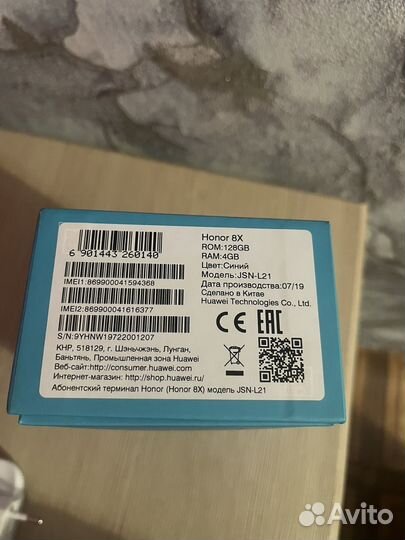 Honor 8X
ROM:128GB
RAM:4GB
Цвет:Синий
Модель:JSN-L21
Дата производства:07/19
Сделано в Китае
Huawei Technologies Co., Ltd.
6 901443 260140
IMEI1:869900041594368
IMEI2:869900041616377
S/N:9YHNW19722001207
CE EAC
КНР, 518129, г. Шэньчжэнь, Лунган,
Баньтянь, Промышленная зона Huawei
Веб-сайт:http://consumer.huawei.com
Интернет-магазин: http://shop.huawei.ru/
Абонентский терминал Honor (Honor 8X) модель JSN-L21
Avito